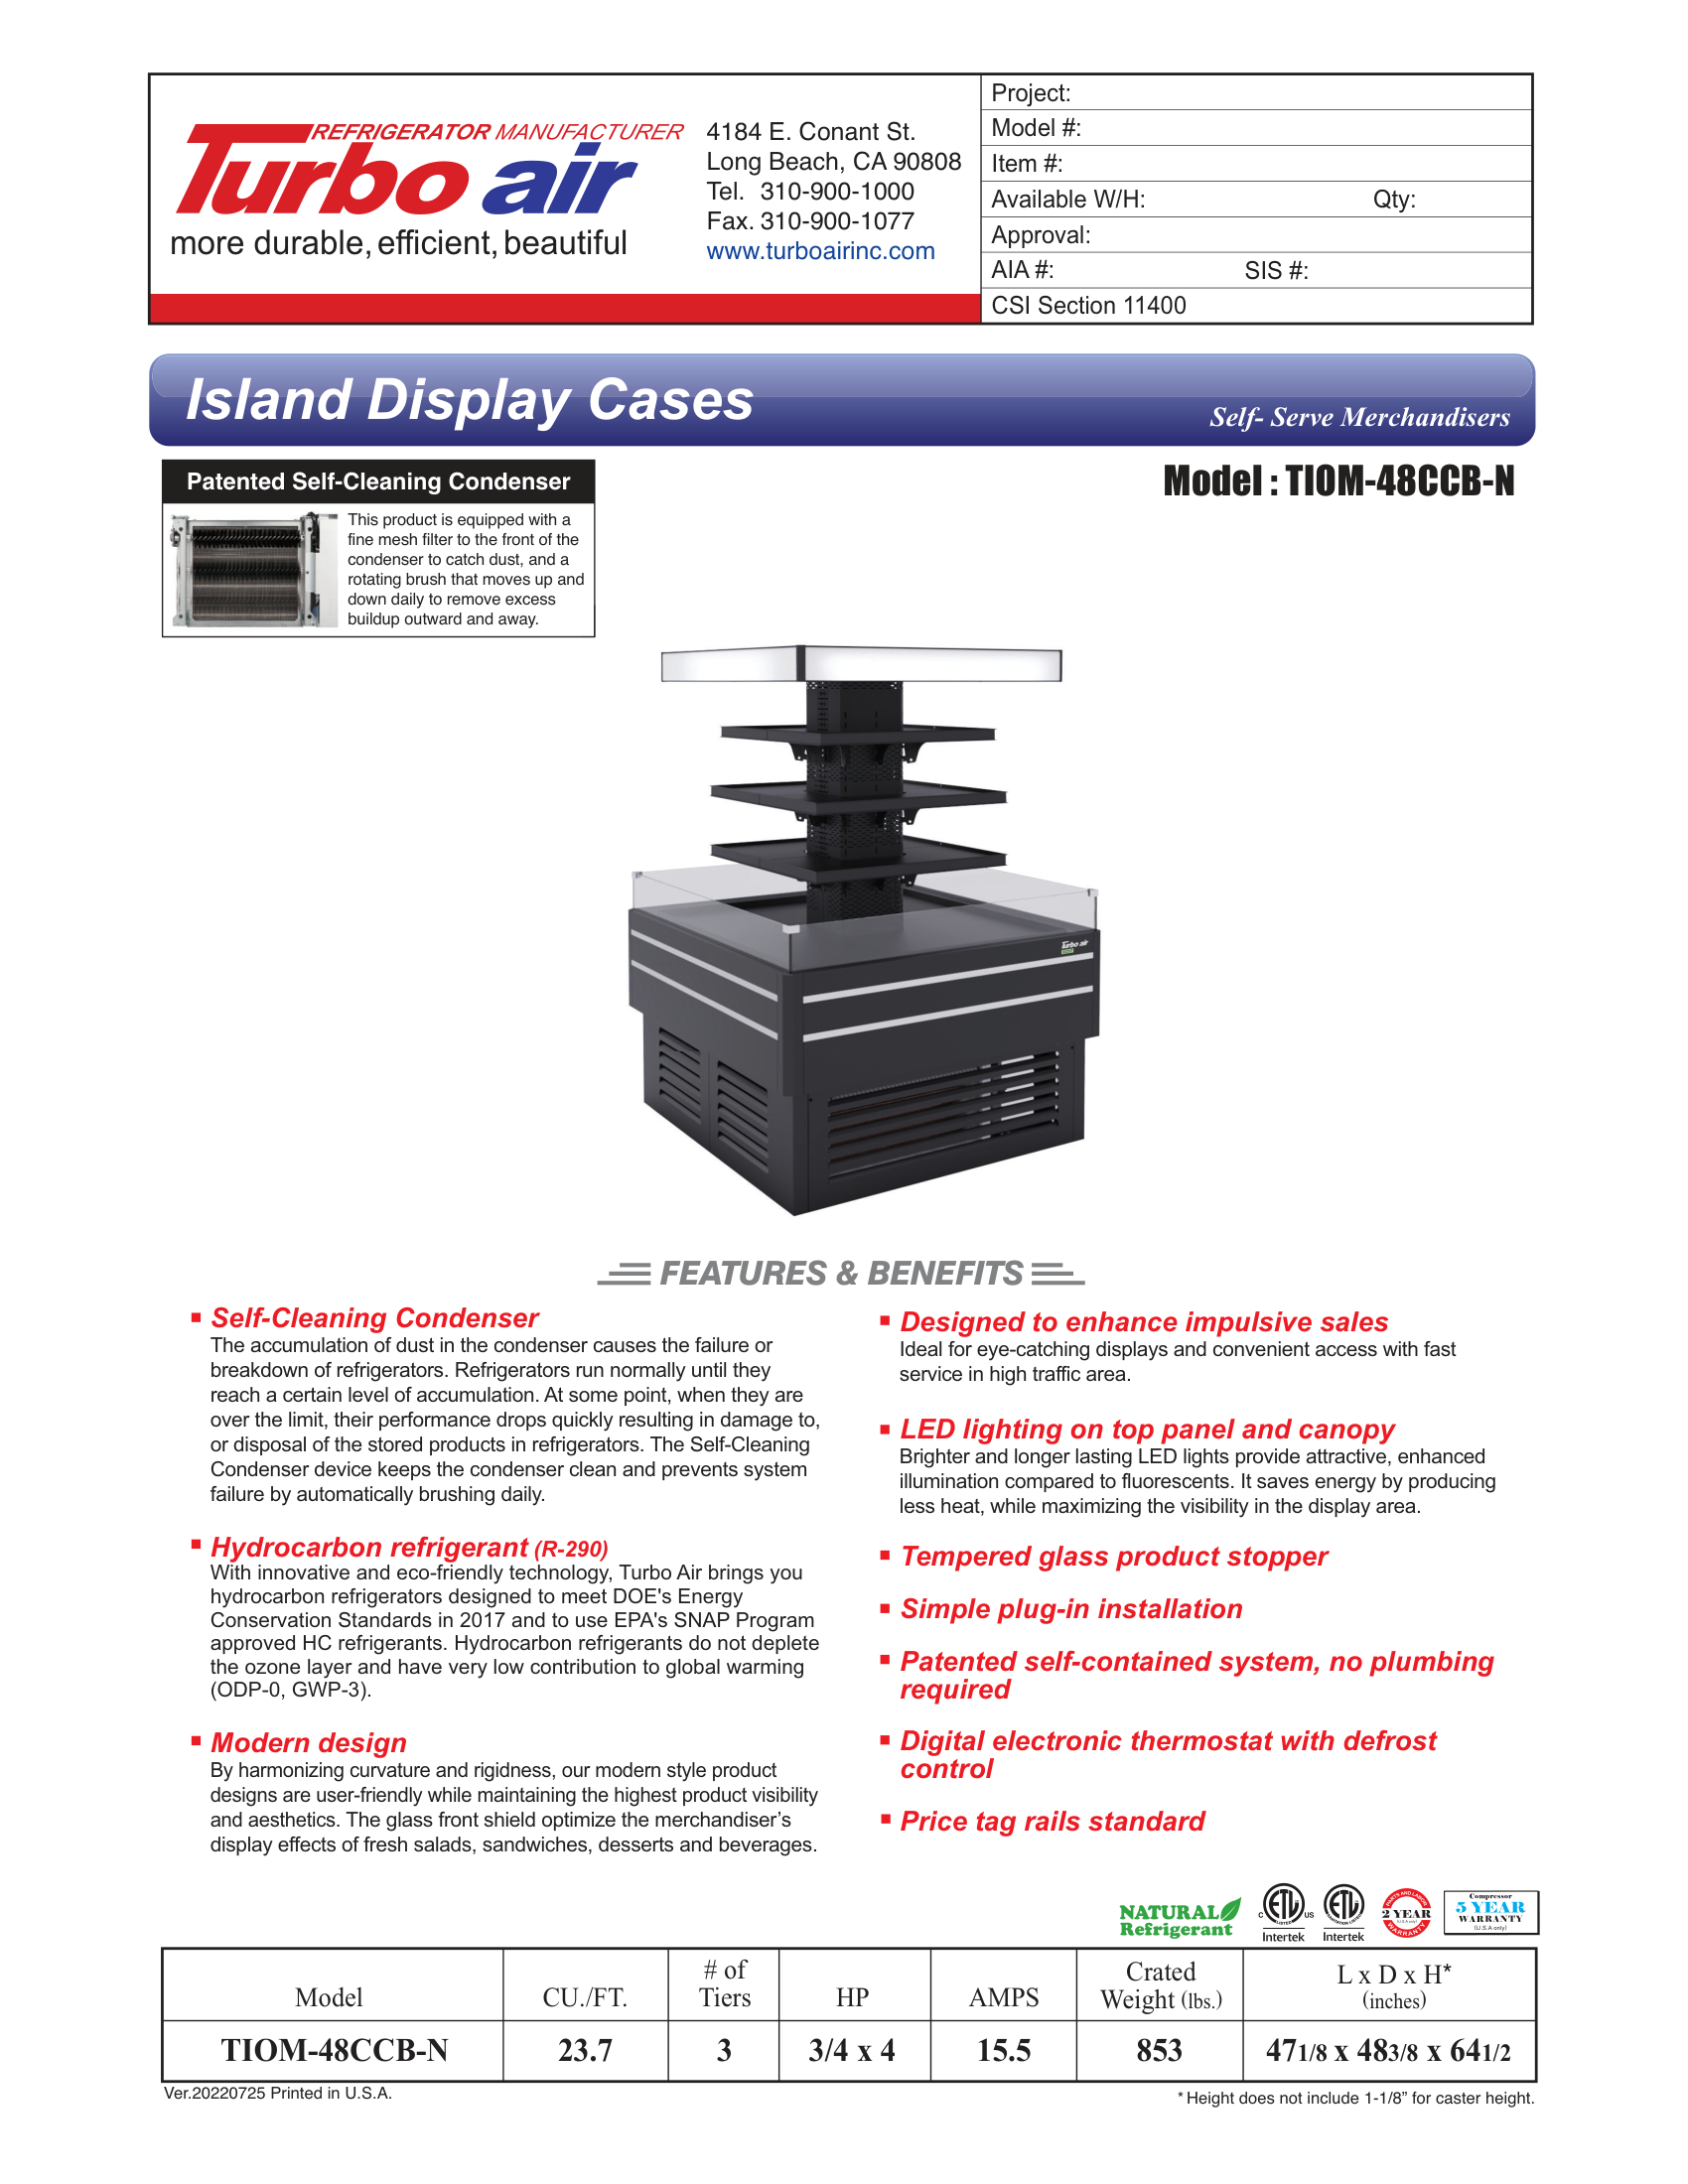 REFRIGERATOR MANUFACTURER
Turbo air
more durable, efficient, beautiful
4184 E. Conant St.
Long Beach, CA 90808
Tel. 310-900-1000
Fax. 310-900-1077
www.turboairinc.com
Project:
Model #:
Item #:
Available W/H: Qty:
Approval:
AIA #: SIS #:
CSI Section 11400
Island Display Cases
Self- Serve Merchandisers
Patented Self-Cleaning Condenser
This product is equipped with a
fine mesh filter to the front of the
condenser to catch dust, and a
rotating brush that moves up and
down daily to remove excess
buildup outward and away.
Model : TIOM-48CCB-N
Turbo air
FEATURES & BENEFITS
▪ Self-Cleaning Condenser
The accumulation of dust in the condenser causes the failure or
breakdown of refrigerators. Refrigerators run normally until they
reach a certain level of accumulation. At some point, when they are
over the limit, their performance drops quickly resulting in damage to,
or disposal of the stored products in refrigerators. The Self-Cleaning
Condenser device keeps the condenser clean and prevents system
failure by automatically brushing daily.
▪ Hydrocarbon refrigerant (R-290)
With innovative and eco-friendly technology, Turbo Air brings you
hydrocarbon refrigerators designed to meet DOE's Energy
Conservation Standards in 2017 and to use EPA's SNAP Program
approved HC refrigerants. Hydrocarbon refrigerants do not deplete
the ozone layer and have very low contribution to global warming
(ODP-0, GWP-3).
▪ Modern design
By harmonizing curvature and rigidness, our modern style product
designs are user-friendly while maintaining the highest product visibility
and aesthetics. The glass front shield optimize the merchandiser’s
display effects of fresh salads, sandwiches, desserts and beverages.
▪ Designed to enhance impulsive sales
Ideal for eye-catching displays and convenient access with fast
service in high traffic area.
▪ LED lighting on top panel and canopy
Brighter and longer lasting LED lights provide attractive, enhanced
illumination compared to fluorescents. It saves energy by producing
less heat, while maximizing the visibility in the display area.
▪ Tempered glass product stopper
▪ Simple plug-in installation
▪ Patented self-contained system, no plumbing
required
▪ Digital electronic thermostat with defrost
control
▪ Price tag rails standard
NATURAL
Refrigerant
C ETL US
LISTED
Intertek
ETL
Intertek
PARTS AND LABOR
2 YEAR
(U.S.A only)
WARRANTY
Compressor
5 YEAR
WARRANTY
(U.S.A only)
Model CU./FT. # of Tiers HP AMPS Crated Weight (lbs.) L x D x H* (inches)
TIOM-48CCB-N 23.7 3 3/4 x 4 15.5 853 47 1/8 x 48 3/8 x 64 1/2
Ver.20220725 Printed in U.S.A.
* Height does not include 1-1/8” for caster height.